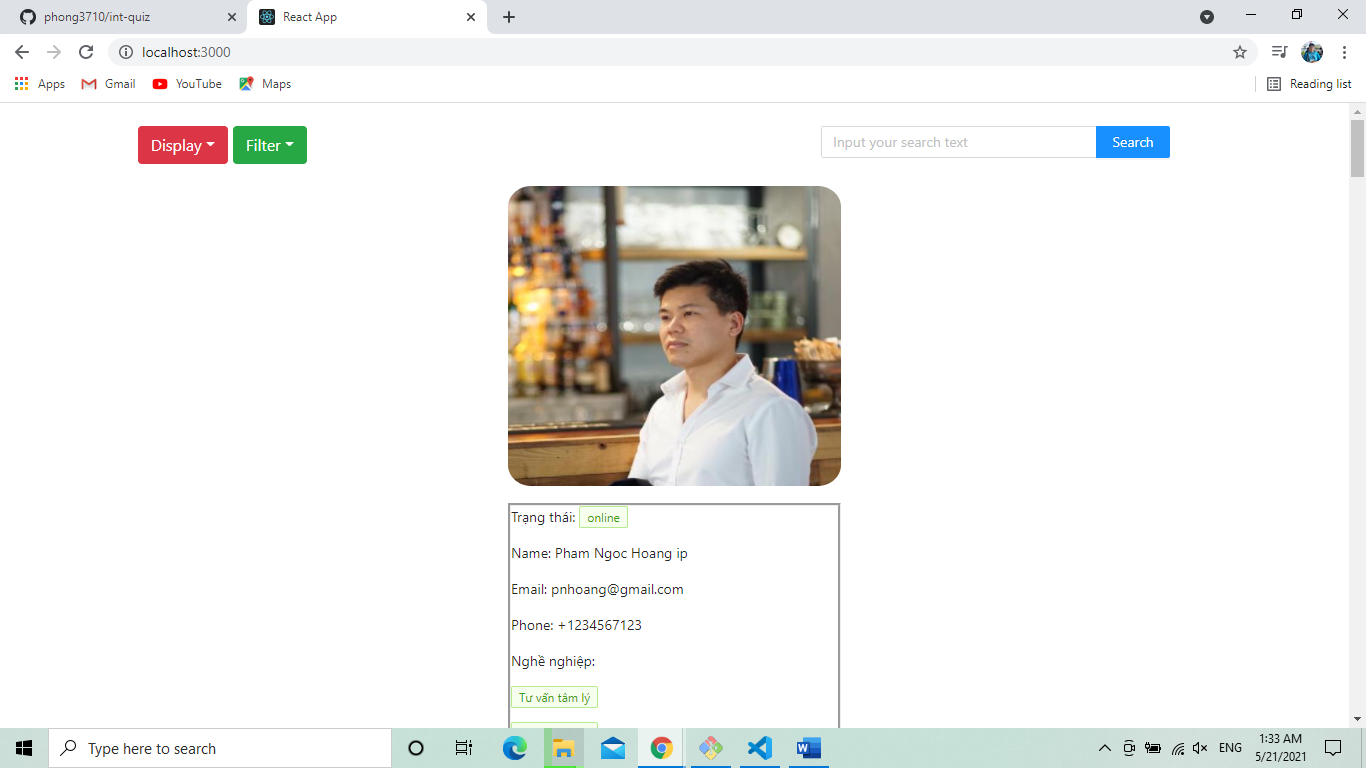 phong3710/int-quiz
React App
localhost:3000
Apps
Gmail
YouTube
Maps
Reading list
Display
Filter
Input your search text
Search
Trạng thái: online
Name: Pham Ngoc Hoang ip
Email: pnhoang@gmail.com
Phone: +1234567123
Nghề nghiệp:
Tư vấn tâm lý
Type here to search
ENG
1:33 AM
5/21/2021